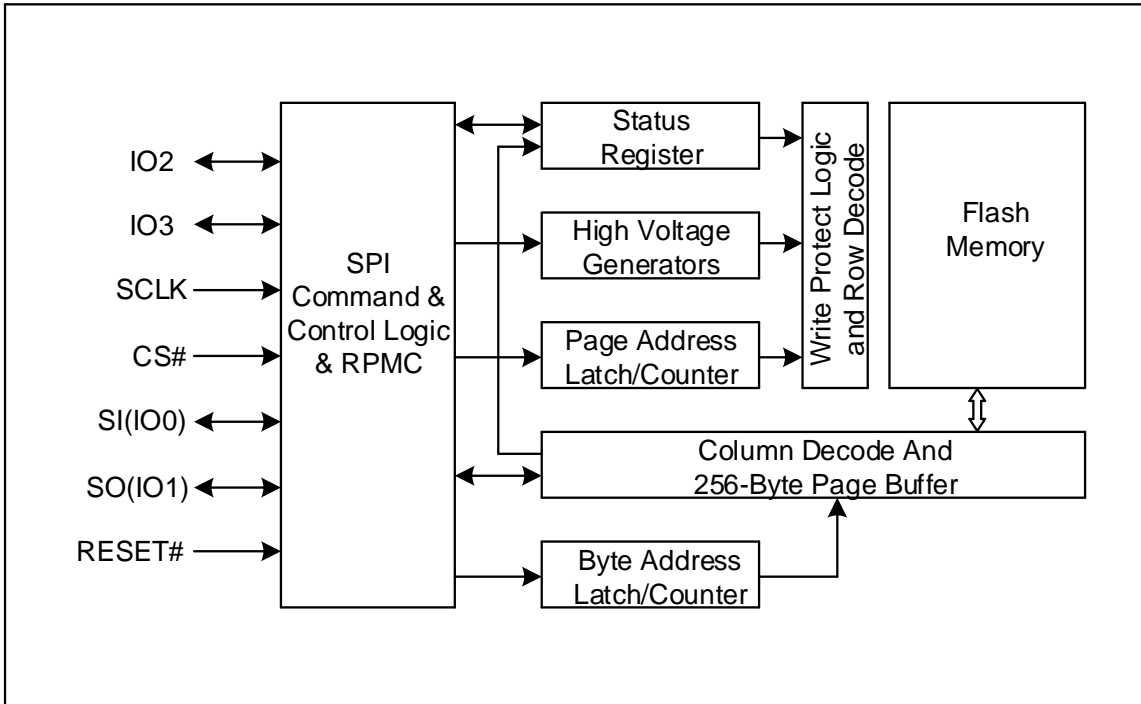 IO2
IO3
SCLK
CS#
SI(IO0)
SO(IO1)
RESET#
SPI
Command &
Control Logic
& RPMC
Status
Register
High Voltage
Generators
Page Address
Latch/Counter
Write Protect Logic
and Row Decode
Flash
Memory
Column Decode And
256-Byte Page Buffer
Byte Address
Latch/Counter